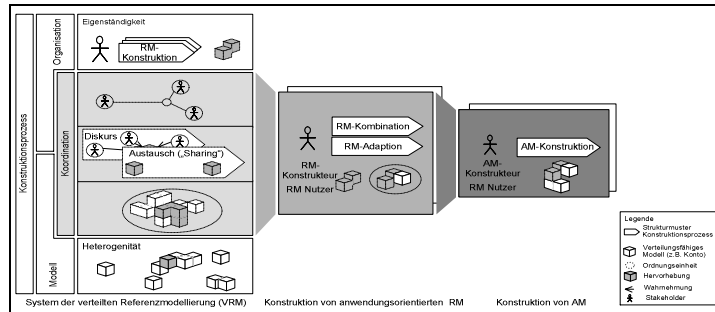 Konstruktionsprozess
Organisation
Koordination
Modell
Eigenständigkeit
RM-
Konstruktion
Diskurs
Austausch („Sharing“)
Heterogenität
System der verteilten Referenzmodellierung (VRM)
RM-Kombination
RM-Adaption
RM-
Konstrukteur
RM Nutzer
Konstruktion von anwendungsorientierten RM
AM-Konstruktion
AM-
Konstrukteur
RM Nutzer
Konstruktion von AM
Legende
Strukturmuster
Konstruktionsprozess
Verteilungsfähiges
Modell (z.B. Konto)
Ordnungseinheit
Hervorhebung
Wahrnehmung
Stakeholder